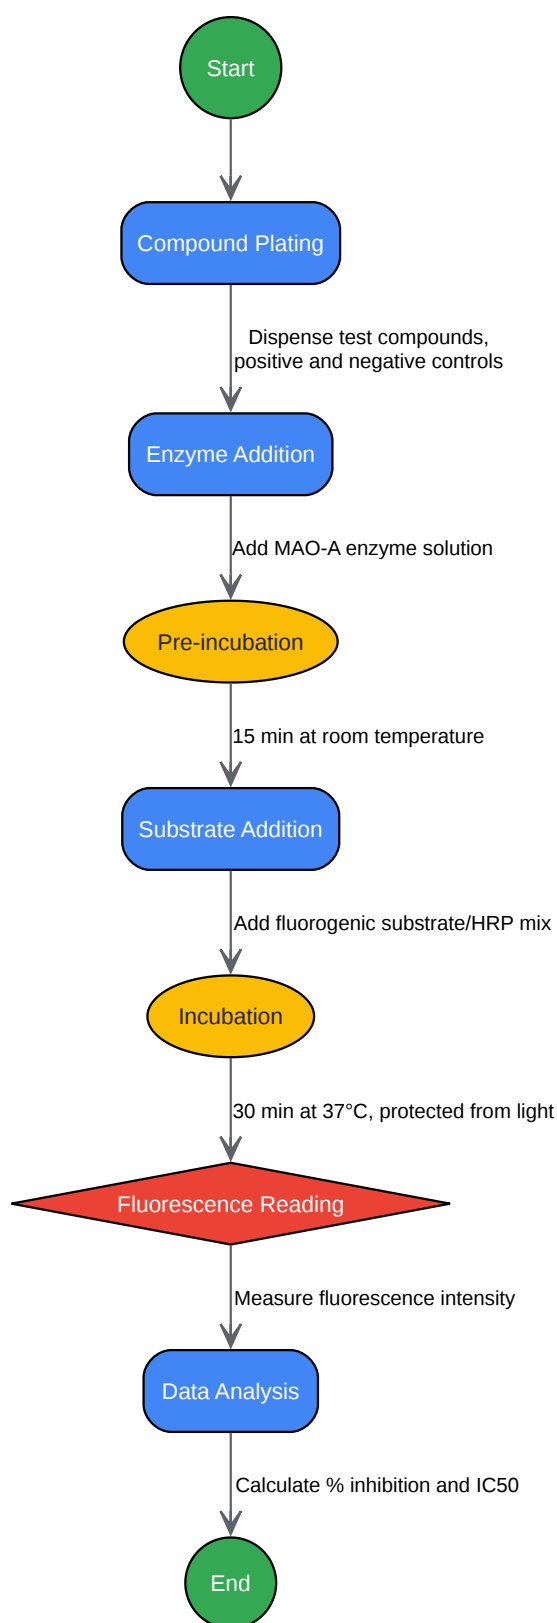 Start
Compound Plating
Dispense test compounds,
positive and negative controls
Enzyme Addition
Add MAO-A enzyme solution
Pre-incubation
15 min at room temperature
Substrate Addition
Add fluorogenic substrate/HRP mix
Incubation
30 min at 37°C, protected from light
Fluorescence Reading
Measure fluorescence intensity
Data Analysis
Calculate % inhibition and IC50
End